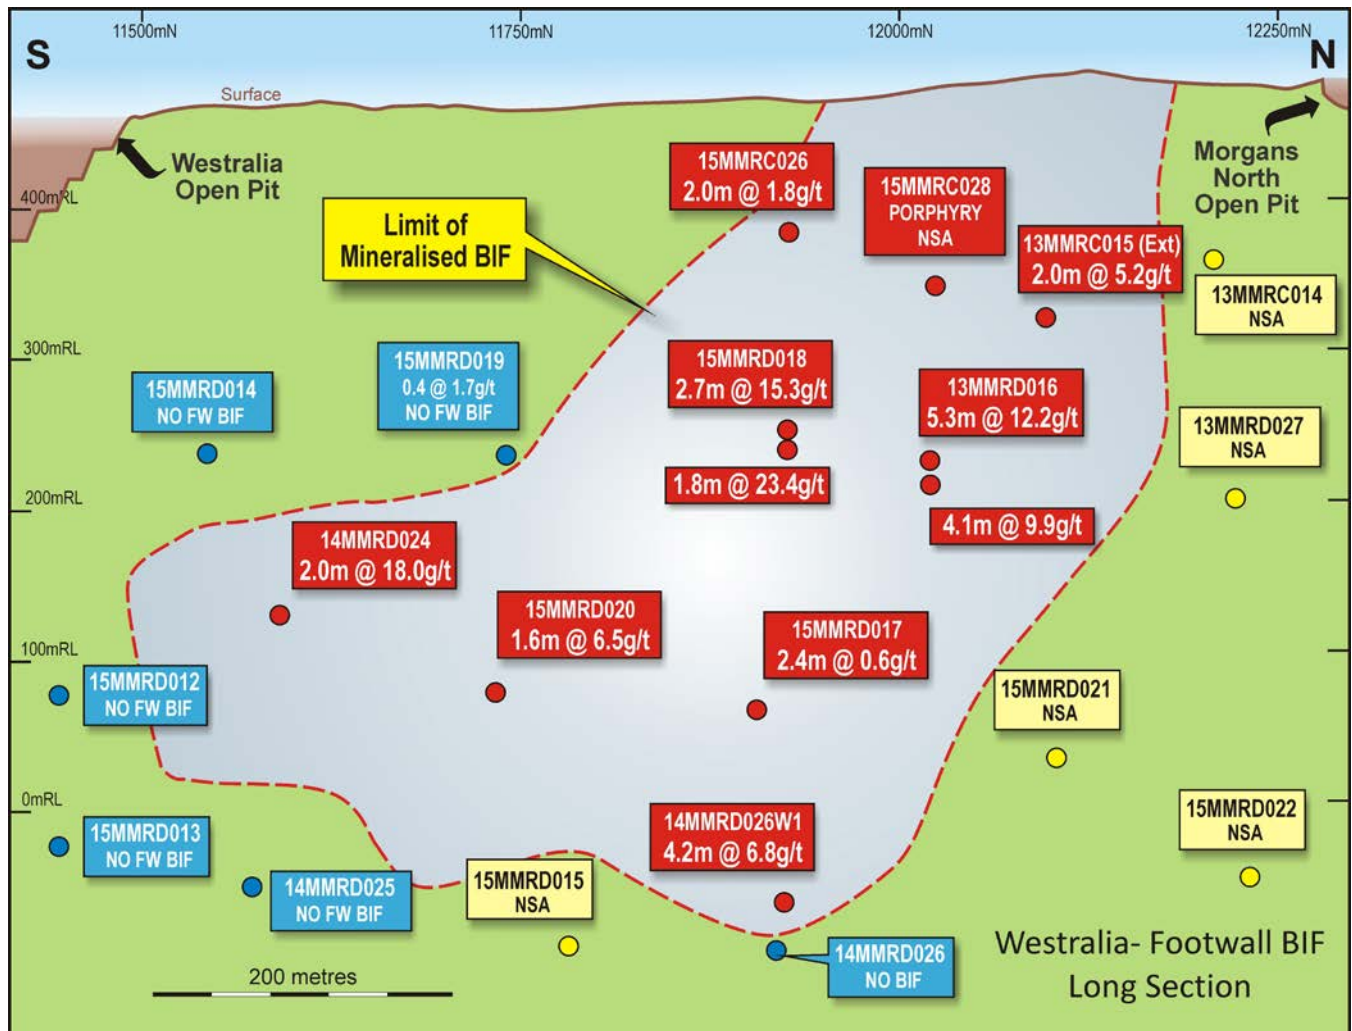 11500mN
11750mN
12000mN
12250mN
S
N
Surface
Westralia
Open Pit
Morgans
North
Open Pit
400mRL
300mRL
200mRL
100mRL
0mRL
Limit of
Mineralised BIF
15MMRC026
2.0m @ 1.8g/t
15MMRC028
PORPHYRY
NSA
13MMRC015 (Ext)
2.0m @ 5.2g/t
13MMRC014
NSA
15MMRD014
NO FW BIF
15MMRD019
0.4 @ 1.7g/t
NO FW BIF
15MMRD018
2.7m @ 15.3g/t
1.8m @ 23.4g/t
13MMRD016
5.3m @ 12.2g/t
4.1m @ 9.9g/t
13MMRD027
NSA
14MMRD024
2.0m @ 18.0g/t
15MMRD020
1.6m @ 6.5g/t
15MMRD017
2.4m @ 0.6g/t
15MMRD012
NO FW BIF
15MMRD021
NSA
15MMRD013
NO FW BIF
14MMRD025
NO FW BIF
15MMRD015
NSA
14MMRD026W1
4.2m @ 6.8g/t
15MMRD022
NSA
14MMRD026
NO BIF
200 metres
Westralia- Footwall BIF
Long Section